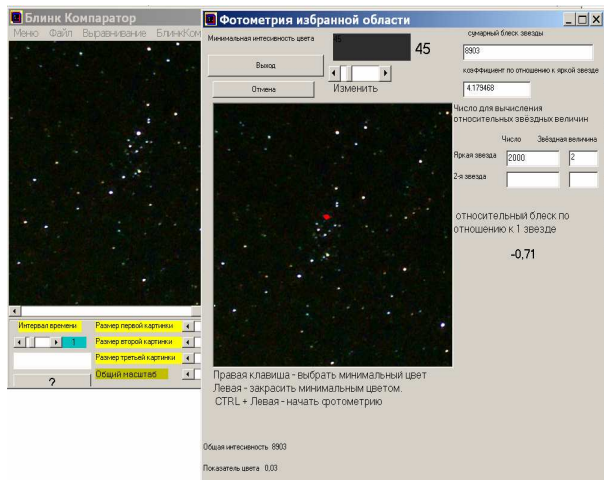 Блинк Компаратор
Меню Файл Выравнивание БлинкКом
Интервал времени
1
Размер первой картинки
Размер второй картинки
Размер третьей картинки
Общий масштаб
?
Фотометрия избранной области
Минимальная интесивность цвета
45
Выход
Отмена
Изменить
сумарный блеск звезды
8903
коэффициент по отношению к яркой звезде
4,179468
Число для вычисления
относительных звёздных величин
Число Звёздная величина
Яркая звезда 2000 2
2-я звезда
относительный блеск по
отношению к 1 звезде
-0,71
Правая клавиша - выбрать минимальный цвет
Левая - закрасить минимальным цветом.
CTRL + Левая - начать фотометрию
Общая интесивность 8903
Показатель цвета 0,03